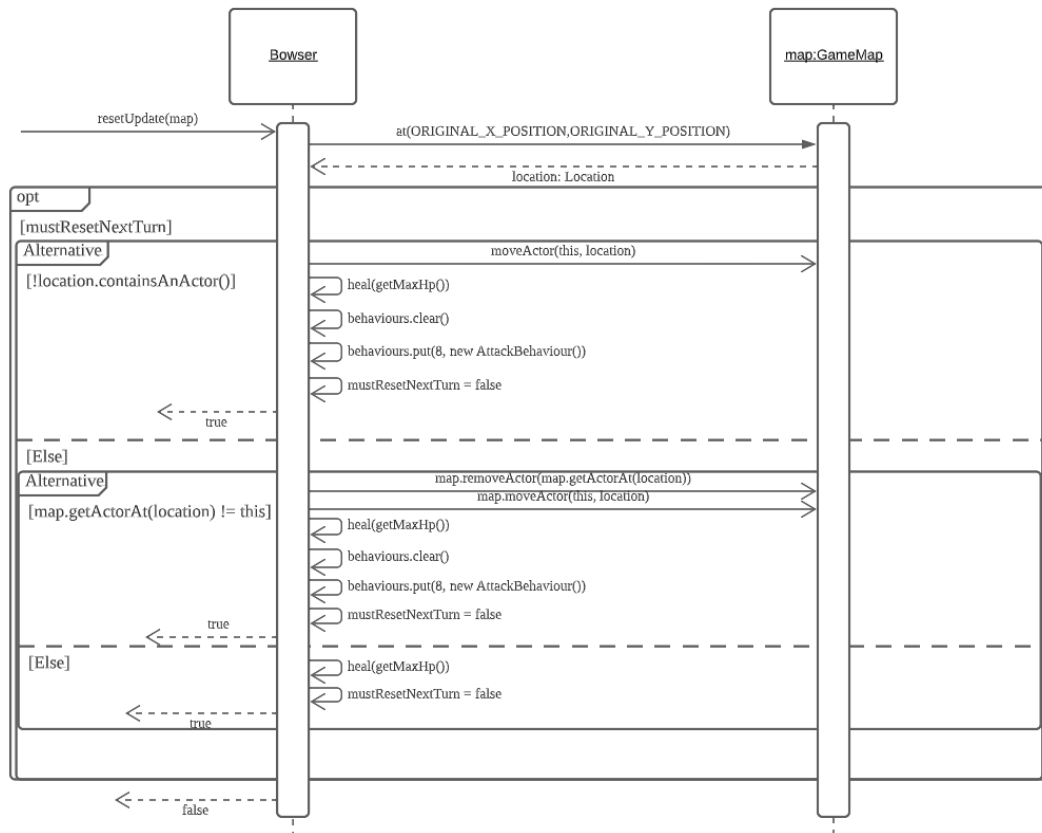 Bowser
map:GameMap
resetUpdate(map)
at(ORIGINAL_X_POSITION,ORIGINAL_Y_POSITION)
location: Location
opt
[mustResetNextTurn]
Alternative
moveActor(this, location)
[!location.containsAnActor()]
heal(getMaxHp())
behaviours.clear()
behaviours.put(8, new AttackBehaviour())
mustResetNextTurn = false
true
[Else]
Alternative
map.removeActor(map.getActorAt(location))
map.moveActor(this, location)
[map.getActorAt(location) != this]
heal(getMaxHp())
behaviours.clear()
behaviours.put(8, new AttackBehaviour())
mustResetNextTurn = false
true
[Else]
heal(getMaxHp())
mustResetNextTurn = false
true
false